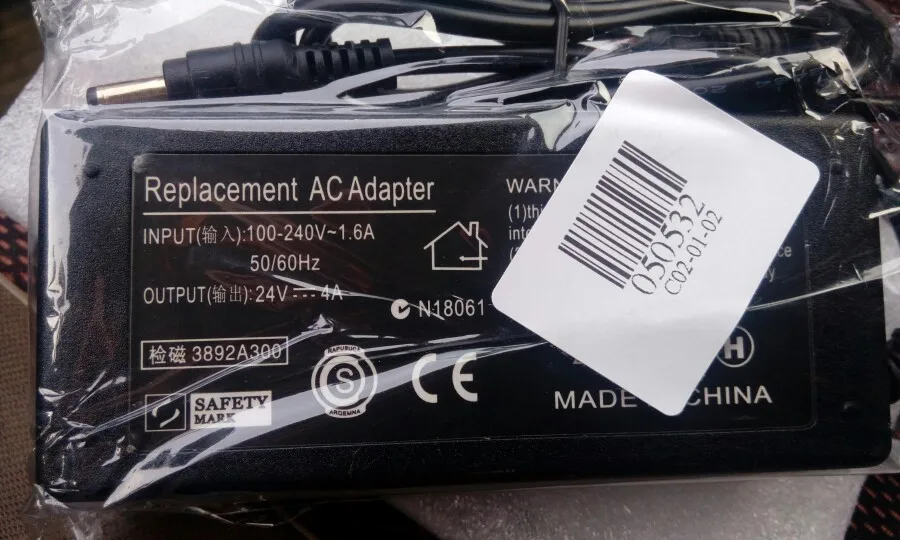 Replacement AC Adapter
INPUT(输入):100-240V~1.6A
50/60Hz
OUTPUT(输出):24V 4A
N18061
检磁 3892A300
SAFETY
MARK
S
CE
MADE CHINA
050532
C02-01-02